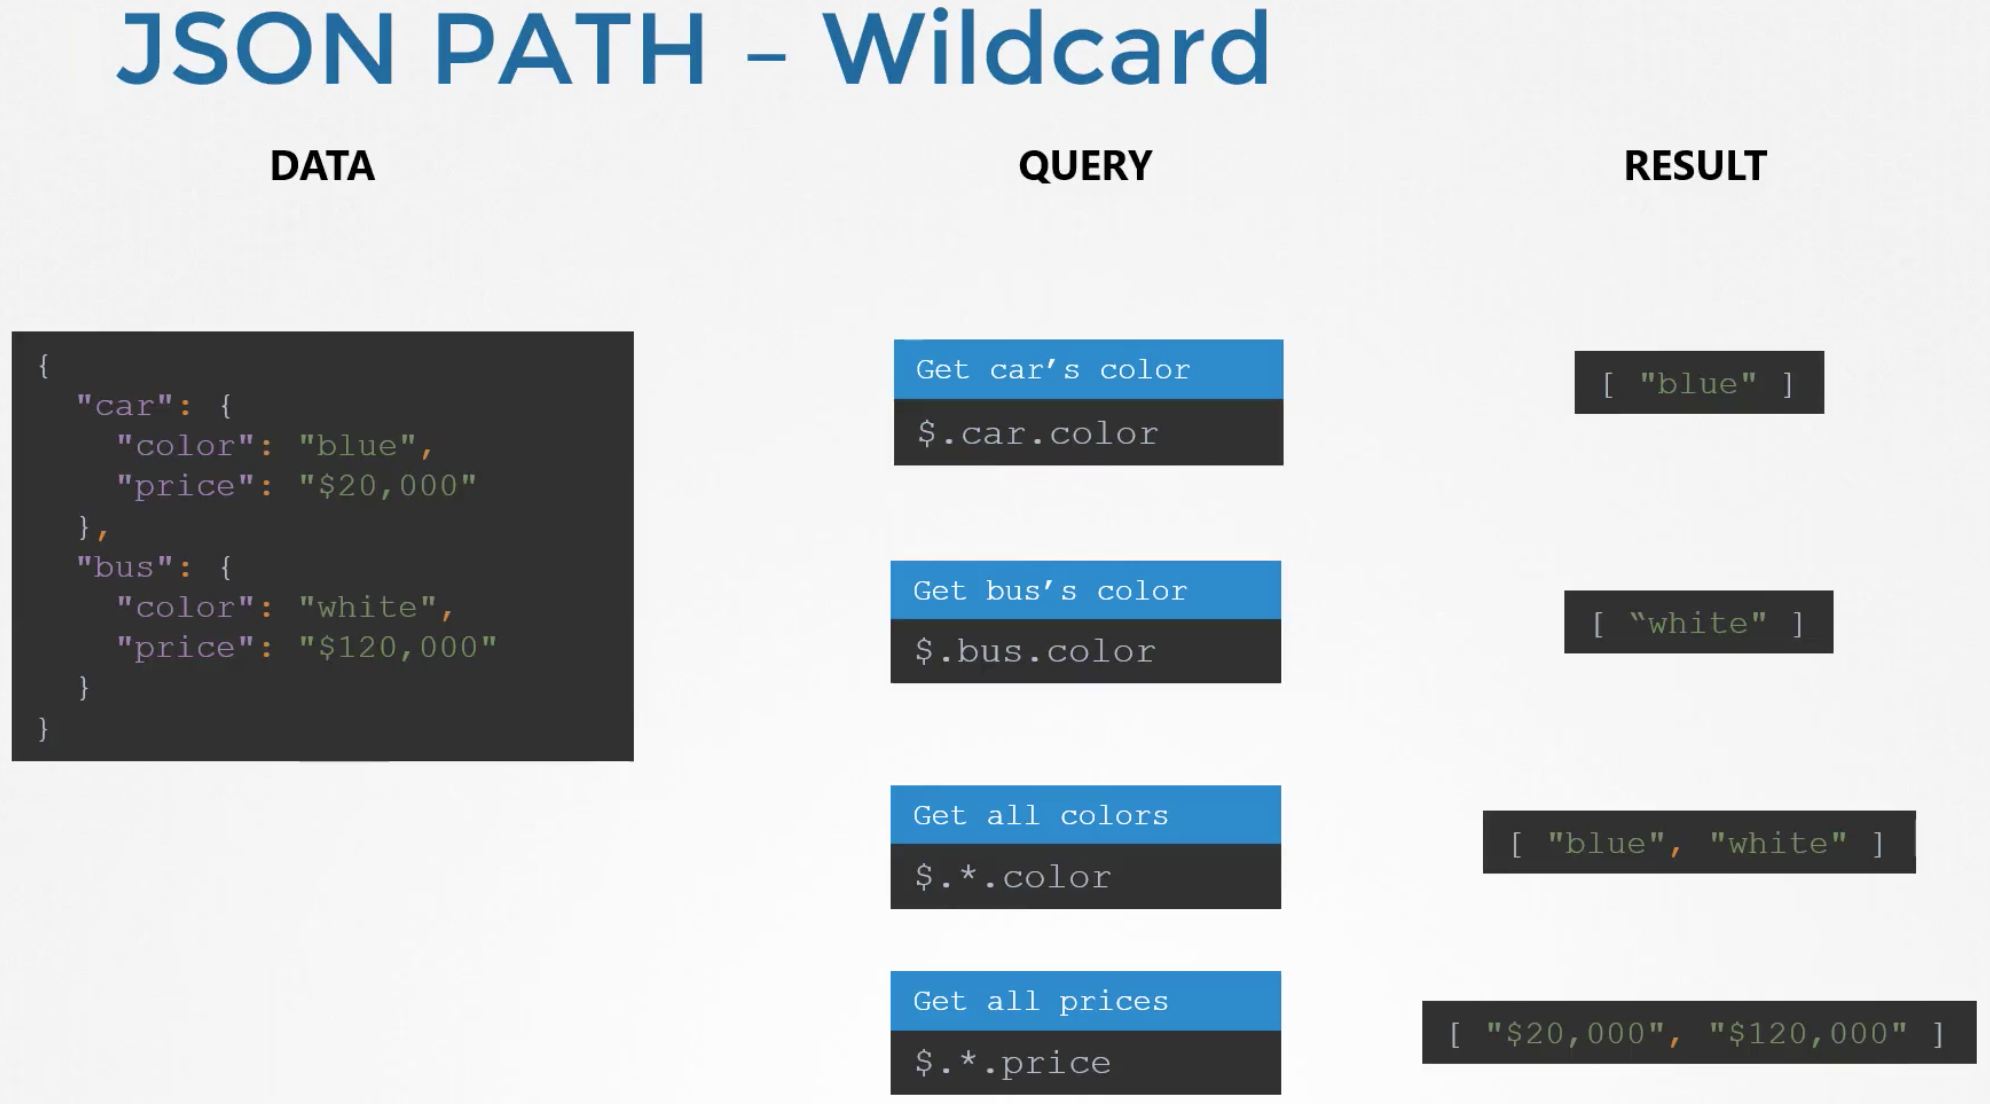 JSON PATH – Wildcard
DATA
QUERY
RESULT
{
"car": {
"color": "blue",
"price": "$20,000"
},
"bus": {
"color": "white",
"price": "$120,000"
}
}
Get car’s color
$.car.color
[ "blue" ]
Get bus’s color
$.bus.color
[ “white" ]
Get all colors
$.*.color
[ "blue", "white" ]
Get all prices
$.*.price
[ "$20,000", "$120,000" ]